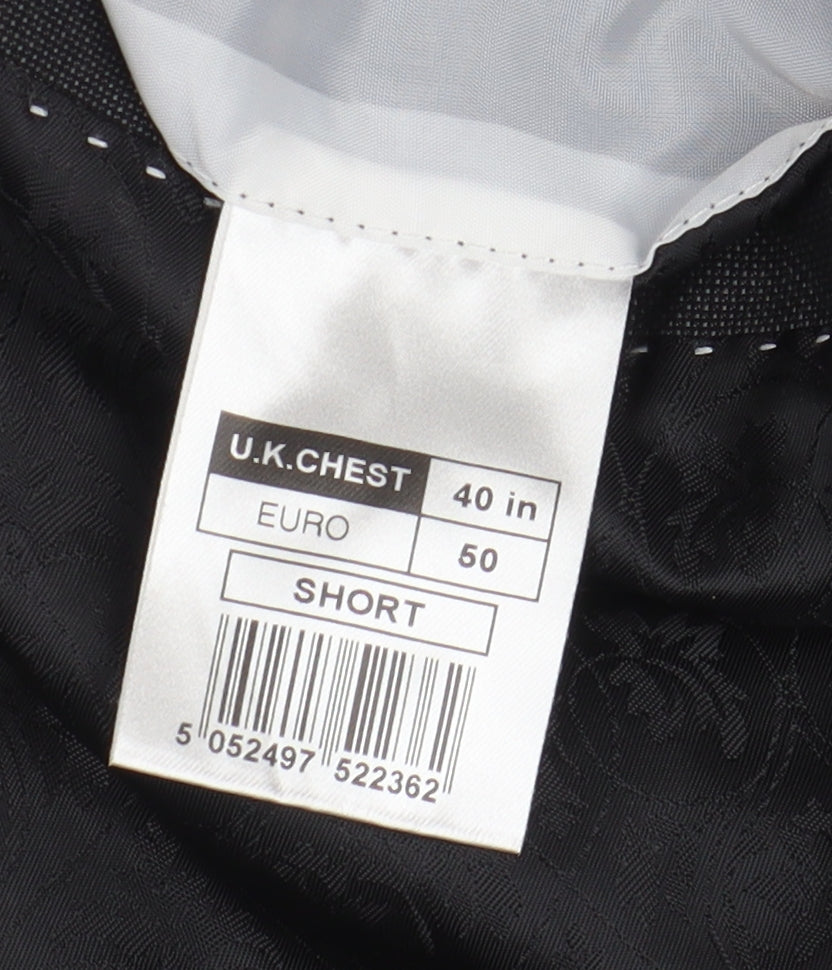 U.K.CHEST 40 in
EURO 50
SHORT
5 052497 522362